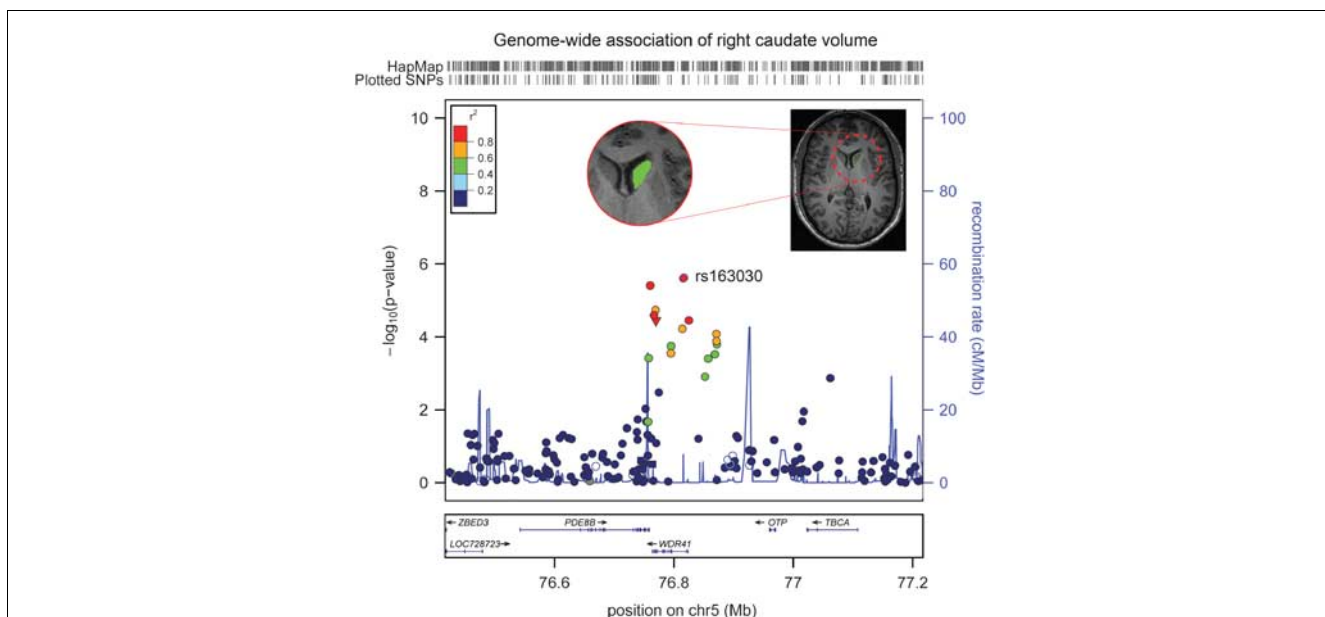 Genome-wide association of right caudate volume
HapMap
Plotted SNPs
10
8
6
4
2
0
−log10(p−value)
r2
0.8
0.6
0.4
0.2
rs163030
100
80
60
40
20
0
recombination rate (cM/Mb)
ZBED3
PDE8B
OTP
TBCA
LOC728723
WDR41
76.6
76.8
77
77.2
position on chr5 (Mb)